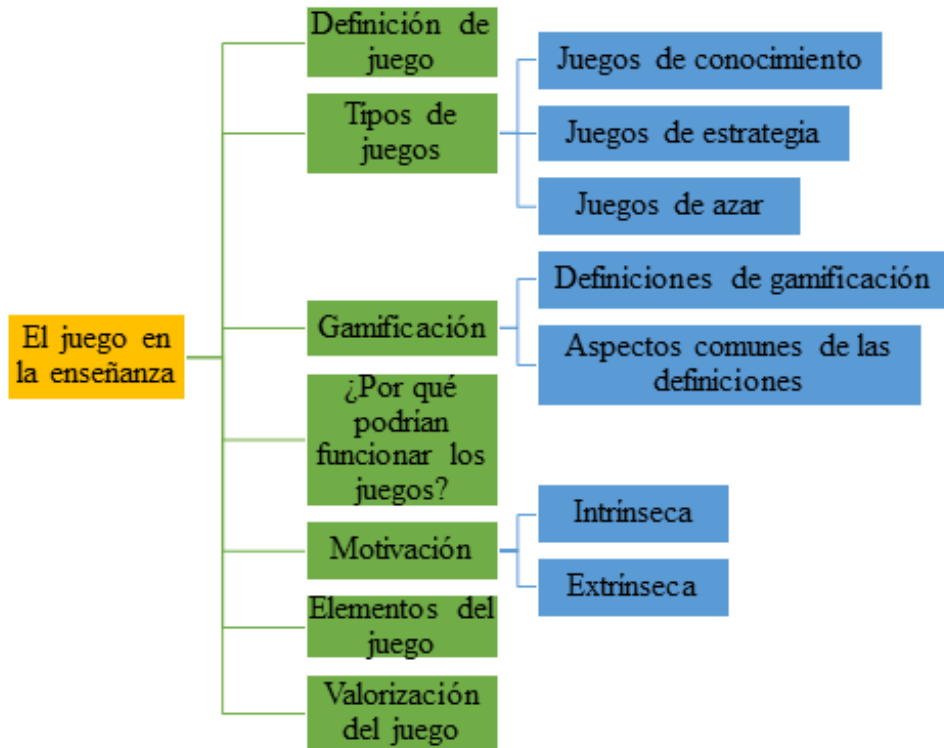 El juego en
la enseñanza
Definición de
juego
Tipos de
juegos
Juegos de conocimiento
Juegos de estrategia
Juegos de azar
Gamificación
Definiciones de gamificación
Aspectos comunes de las
definiciones
¿Por qué
podrían
funcionar los
juegos?
Motivación
Intrínseca
Extrínseca
Elementos del
juego
Valorización
del juego